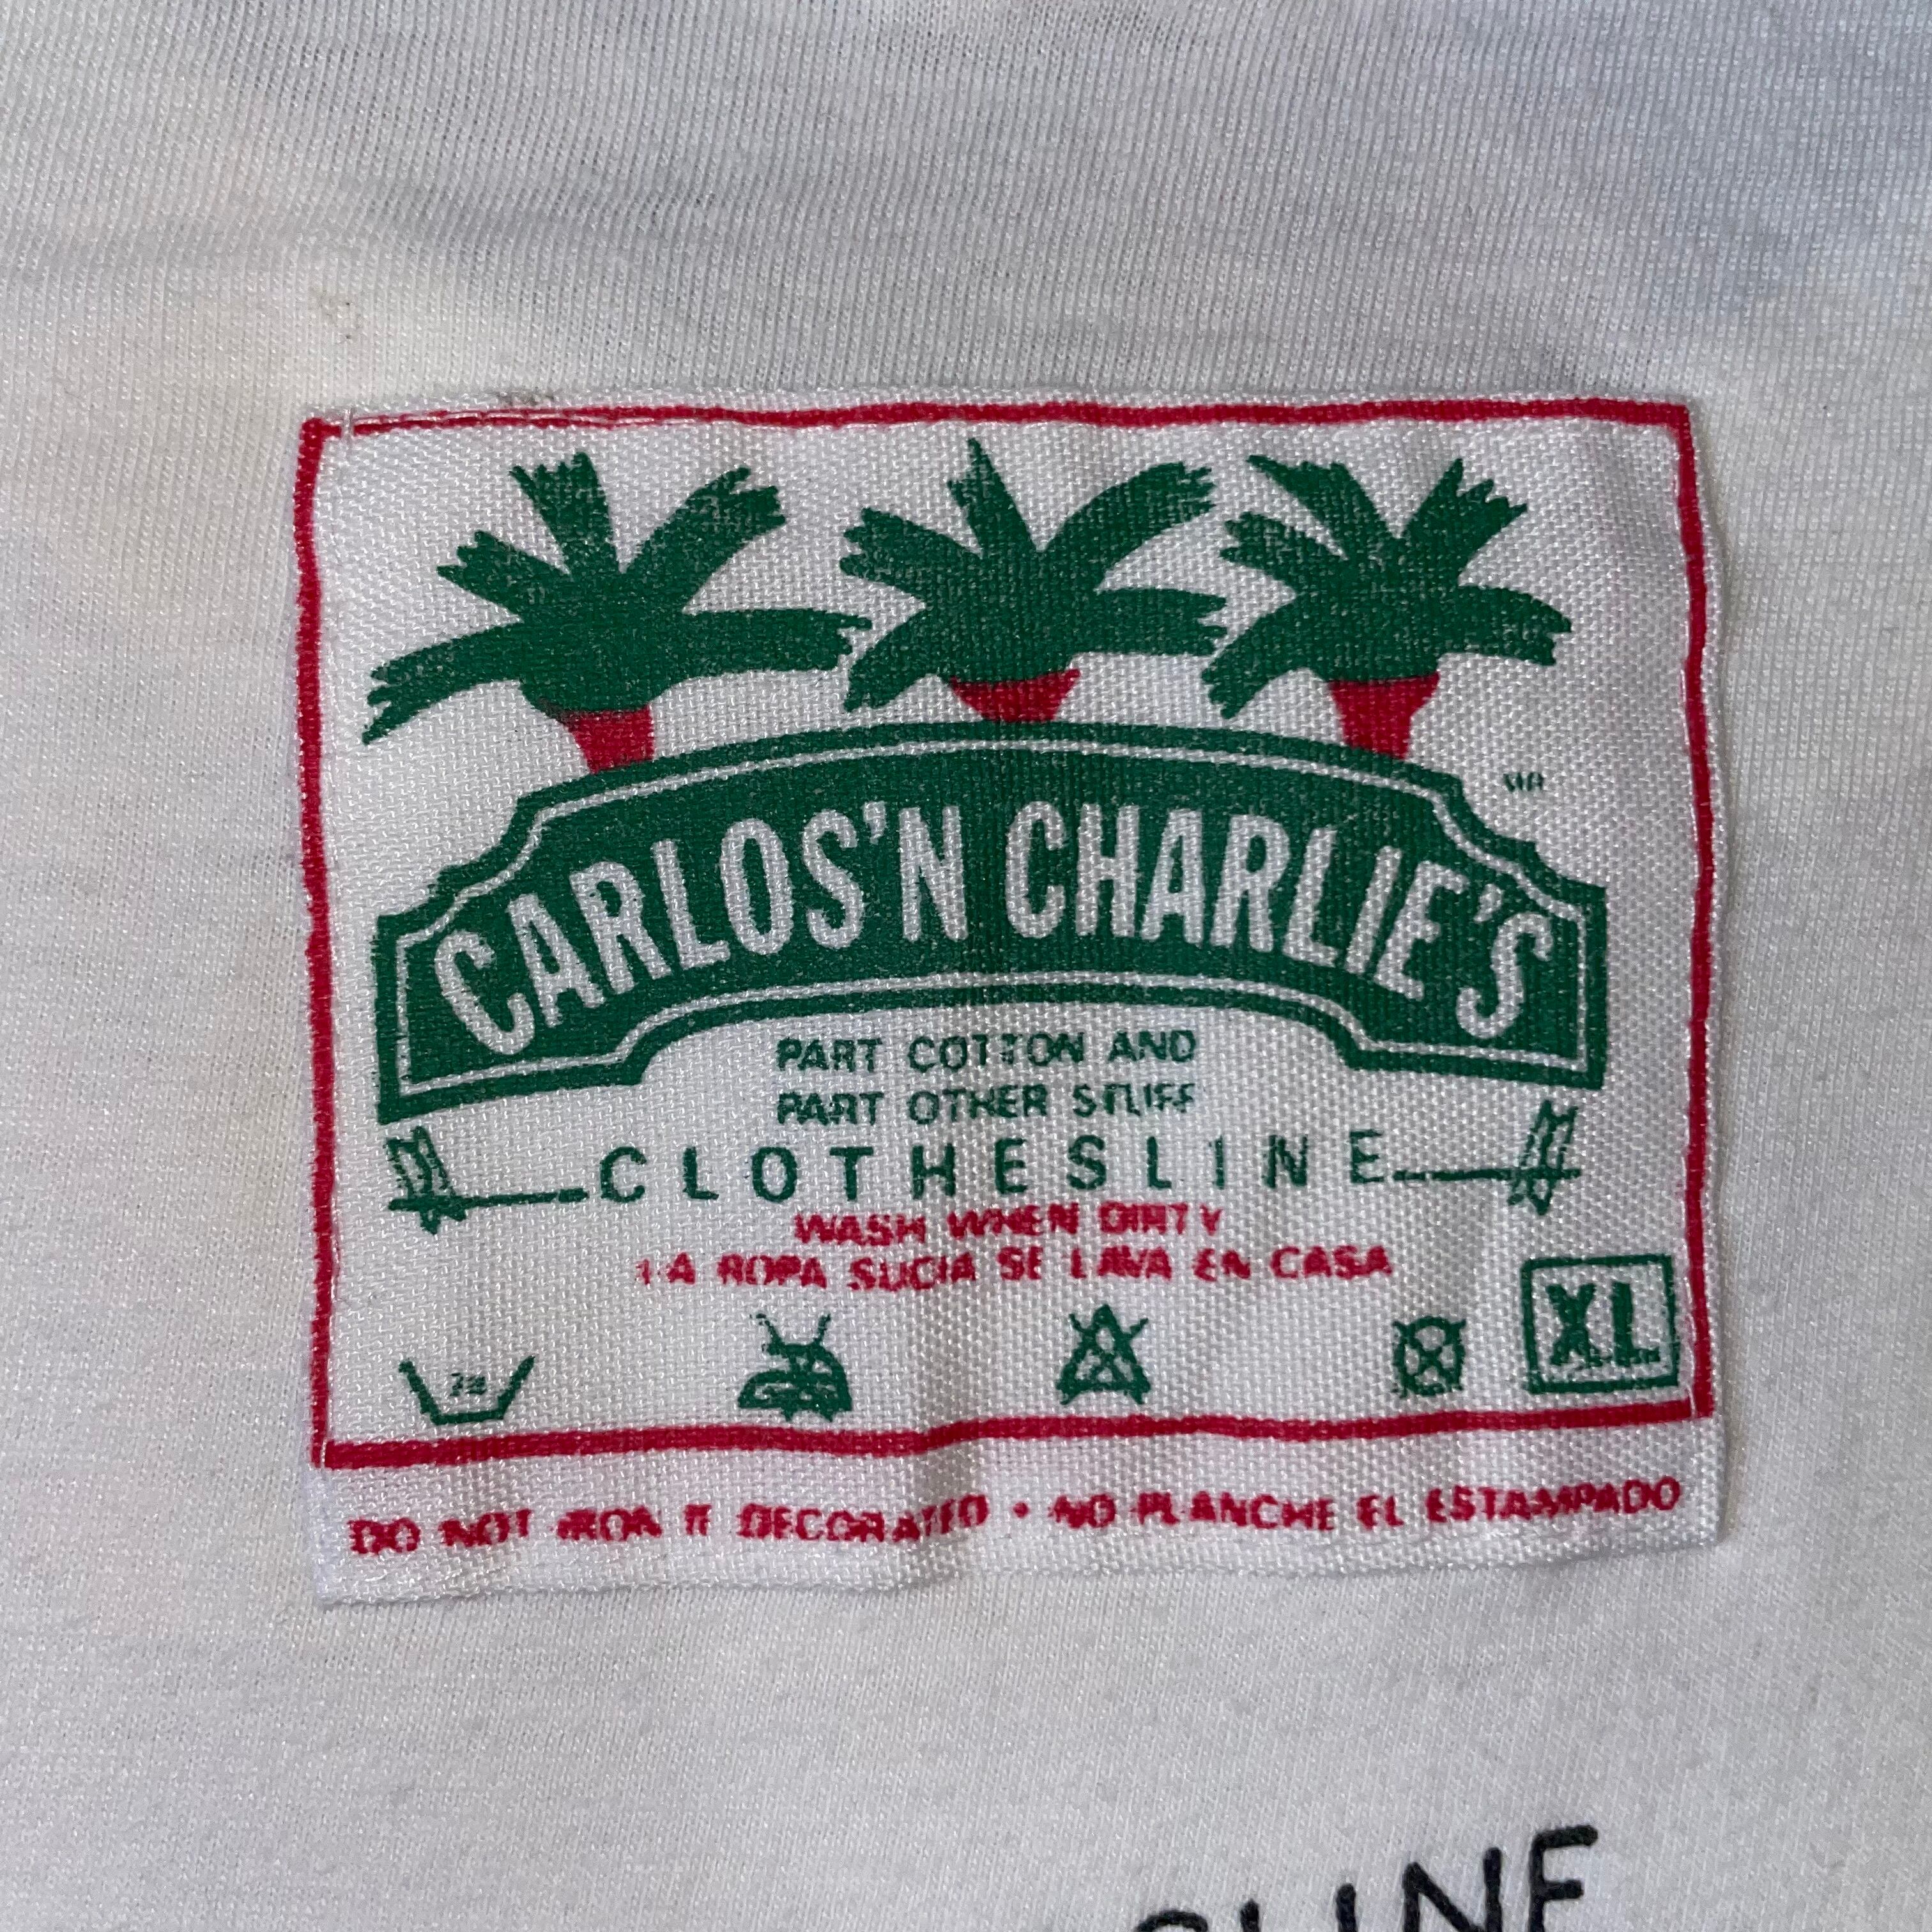 CARLOS'N CHARLIE'S
PART COTTON AND
PART OTHER STUFF
CLOTHESLINE
WASH WHEN DIRTY
LA ROPA SUCIA SE LAVA EN CASA
XL
DO NOT IRON IF DECORATED • NO PLANCHE EL ESTAMPADO